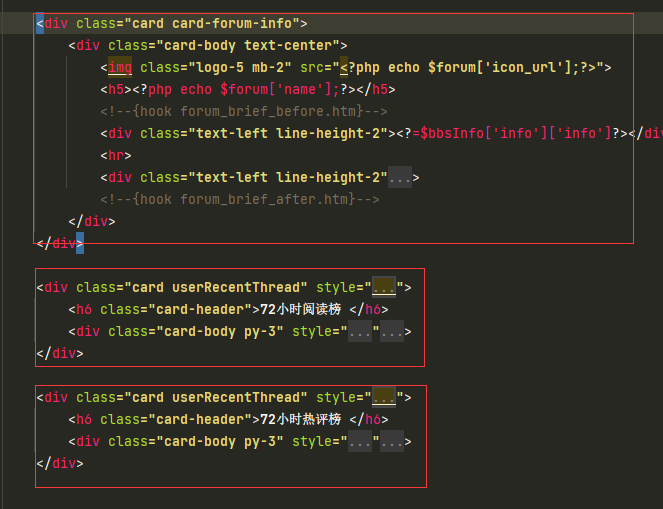 <div class="card card-forum-info">
<div class="card-body text-center">
<img class="logo-5 mb-2" src="<?php echo $forum['icon_url'];?>">
<h5><?php echo $forum['name'];?></h5>
<!--{hook forum_brief_before.htm}-->
<div class="text-left line-height-2"><?=$bbsInfo['info']['info']?></div
<hr>
<div class="text-left line-height-2"...>
<!--{hook forum_brief_after.htm}-->
</div>
</div>
<div class="card userRecentThread" style="...">
<h6 class="card-header">72小时阅读榜 </h6>
<div class="card-body py-3" style="..."...>
</div>
<div class="card userRecentThread" style="...">
<h6 class="card-header">72小时热评榜 </h6>
<div class="card-body py-3" style="..."...>
</div>